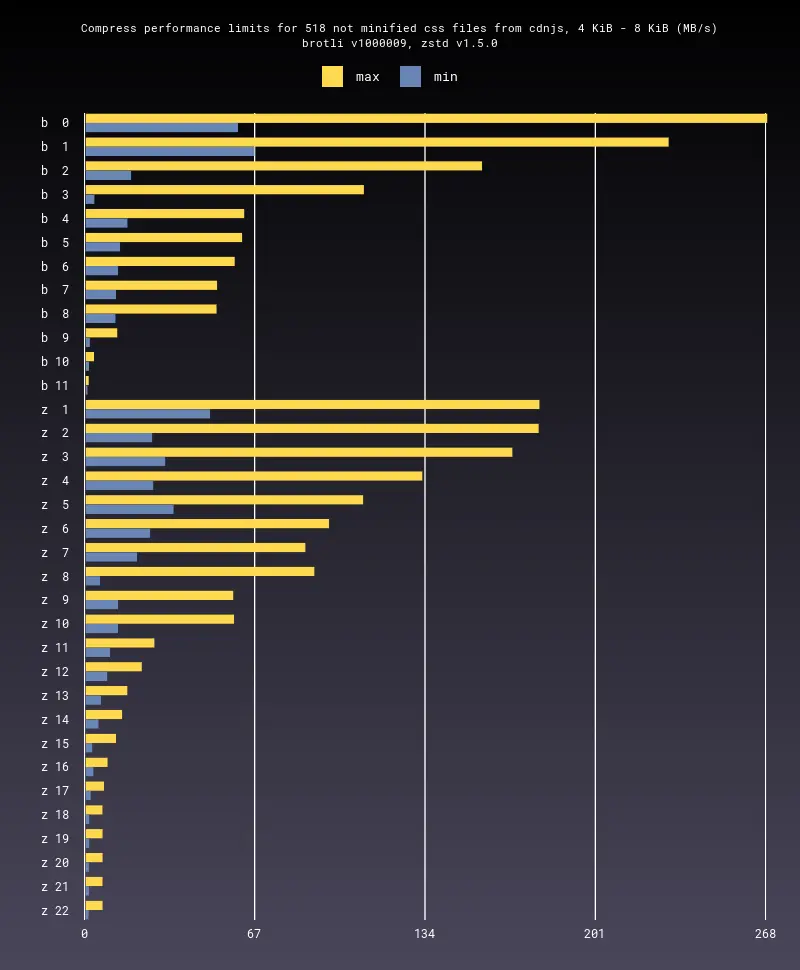 Compress performance limits for 518 not minified css files from cdnjs, 4 KiB - 8 KiB (MB/s)
brotli v1000009, zstd v1.5.0
max min
b 0
b 1
b 2
b 3
b 4
b 5
b 6
b 7
b 8
b 9
b 10
b 11
z 1
z 2
z 3
z 4
z 5
z 6
z 7
z 8
z 9
z 10
z 11
z 12
z 13
z 14
z 15
z 16
z 17
z 18
z 19
z 20
z 21
z 22
0 67 134 201 268